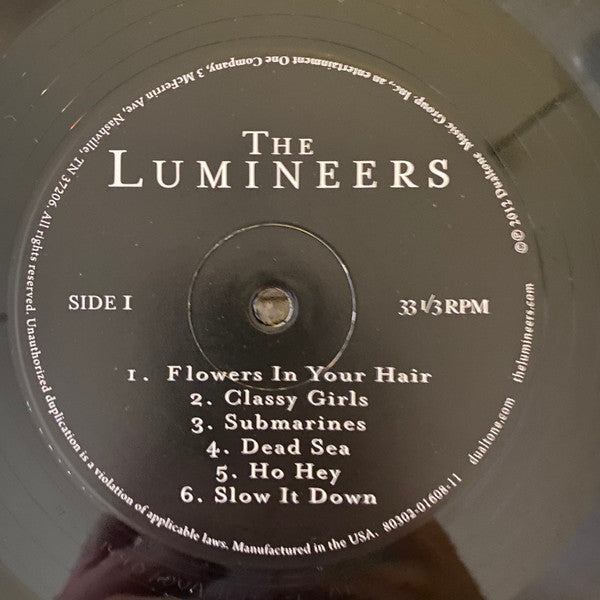 The
Lumineers
SIDE 1
33 1/3 RPM
1. Flowers In Your Hair
2. Classy Girls
3. Submarines
4. Dead Sea
5. Ho Hey
6. Slow It Down
℗© 2012 Dualtone Music Group, Inc., an entertainment One Company, 3 McFerrin Ave, Nashville, TN 37206. All rights reserved. Unauthorized duplication is a violation of applicable laws. Manufactured in the USA. 80302-01608-11 dualtone.com thelumineers.com